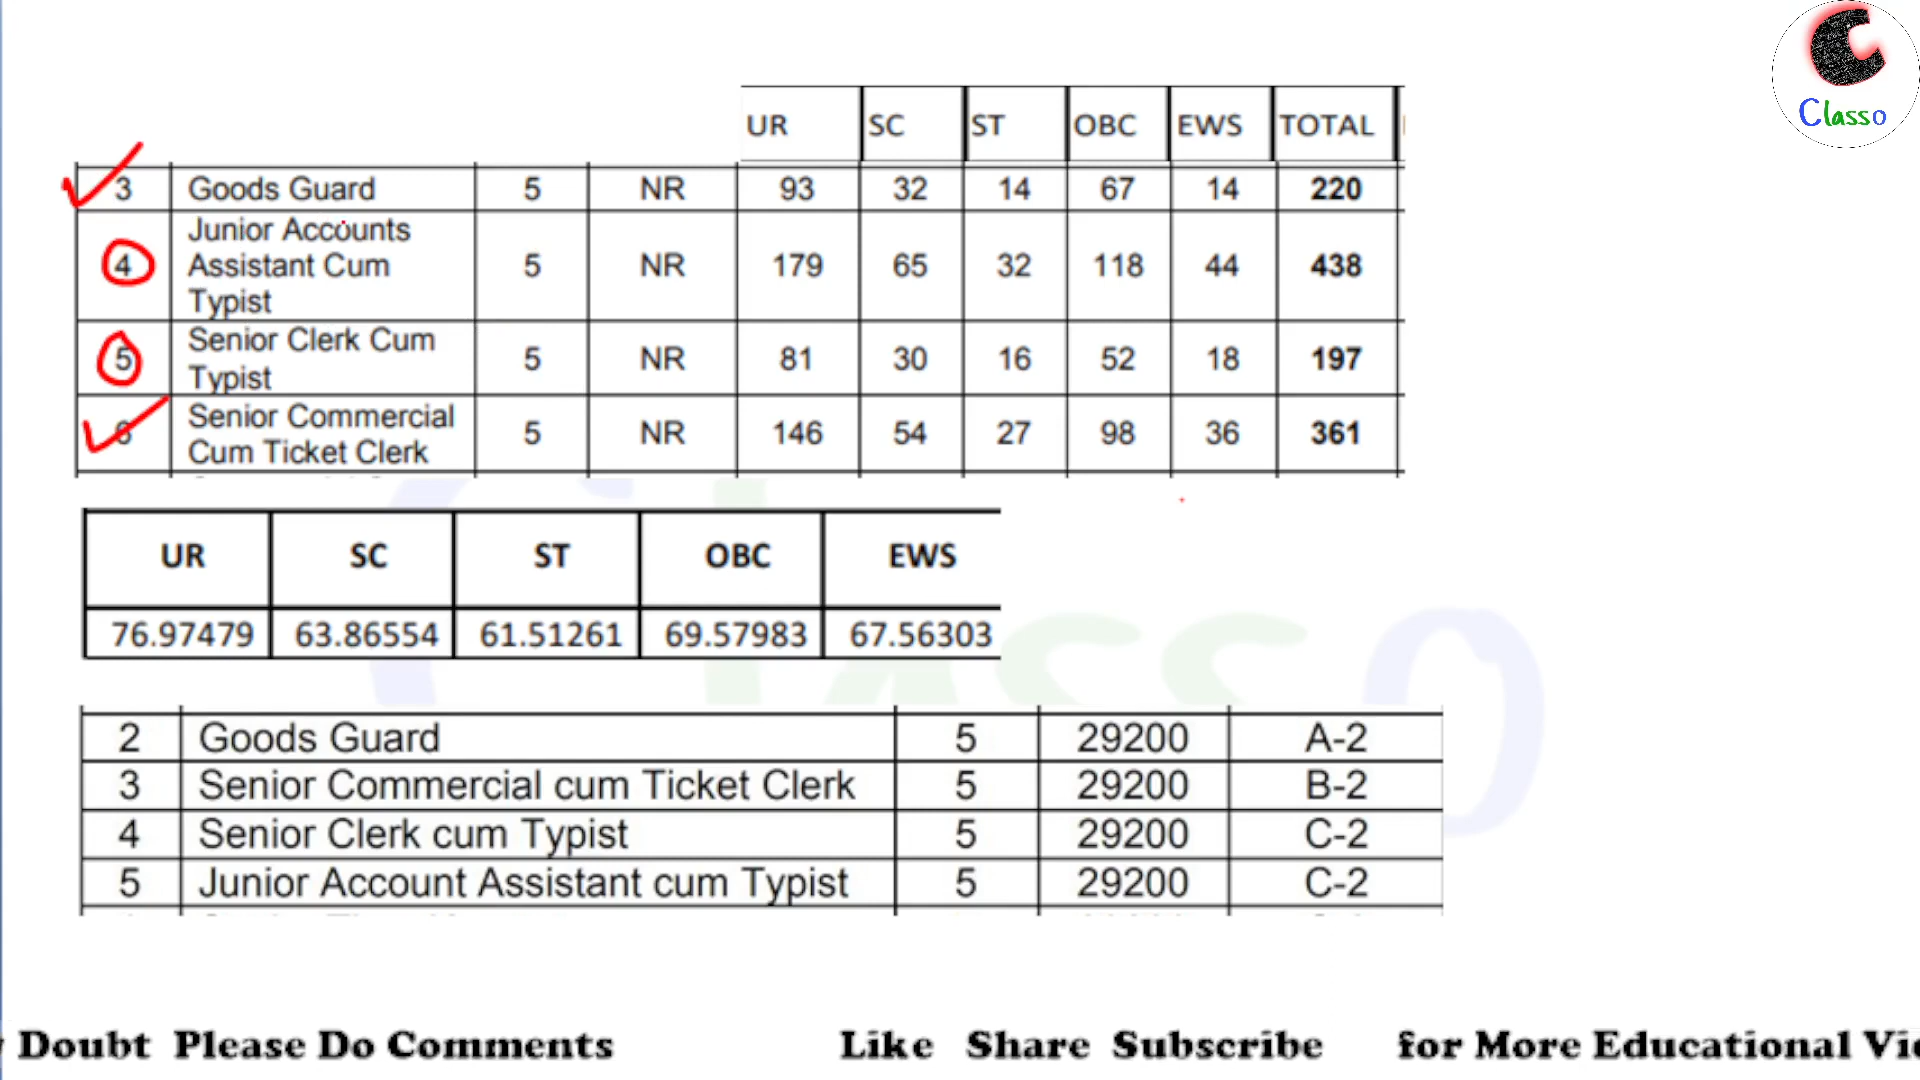 C
Classo
UR SC ST OBC EWS TOTAL
3 Goods Guard 5 NR 93 32 14 67 14 220
4 Junior Accounts Assistant Cum Typist 5 NR 179 65 32 118 44 438
5 Senior Clerk Cum Typist 5 NR 81 30 16 52 18 197
6 Senior Commercial Cum Ticket Clerk 5 NR 146 54 27 98 36 361
UR SC ST OBC EWS
76.97479 63.86554 61.51261 69.57983 67.56303
2 Goods Guard 5 29200 A-2
3 Senior Commercial cum Ticket Clerk 5 29200 B-2
4 Senior Clerk cum Typist 5 29200 C-2
5 Junior Account Assistant cum Typist 5 29200 C-2
Doubt Please Do Comments Like Share Subscribe for More Educational